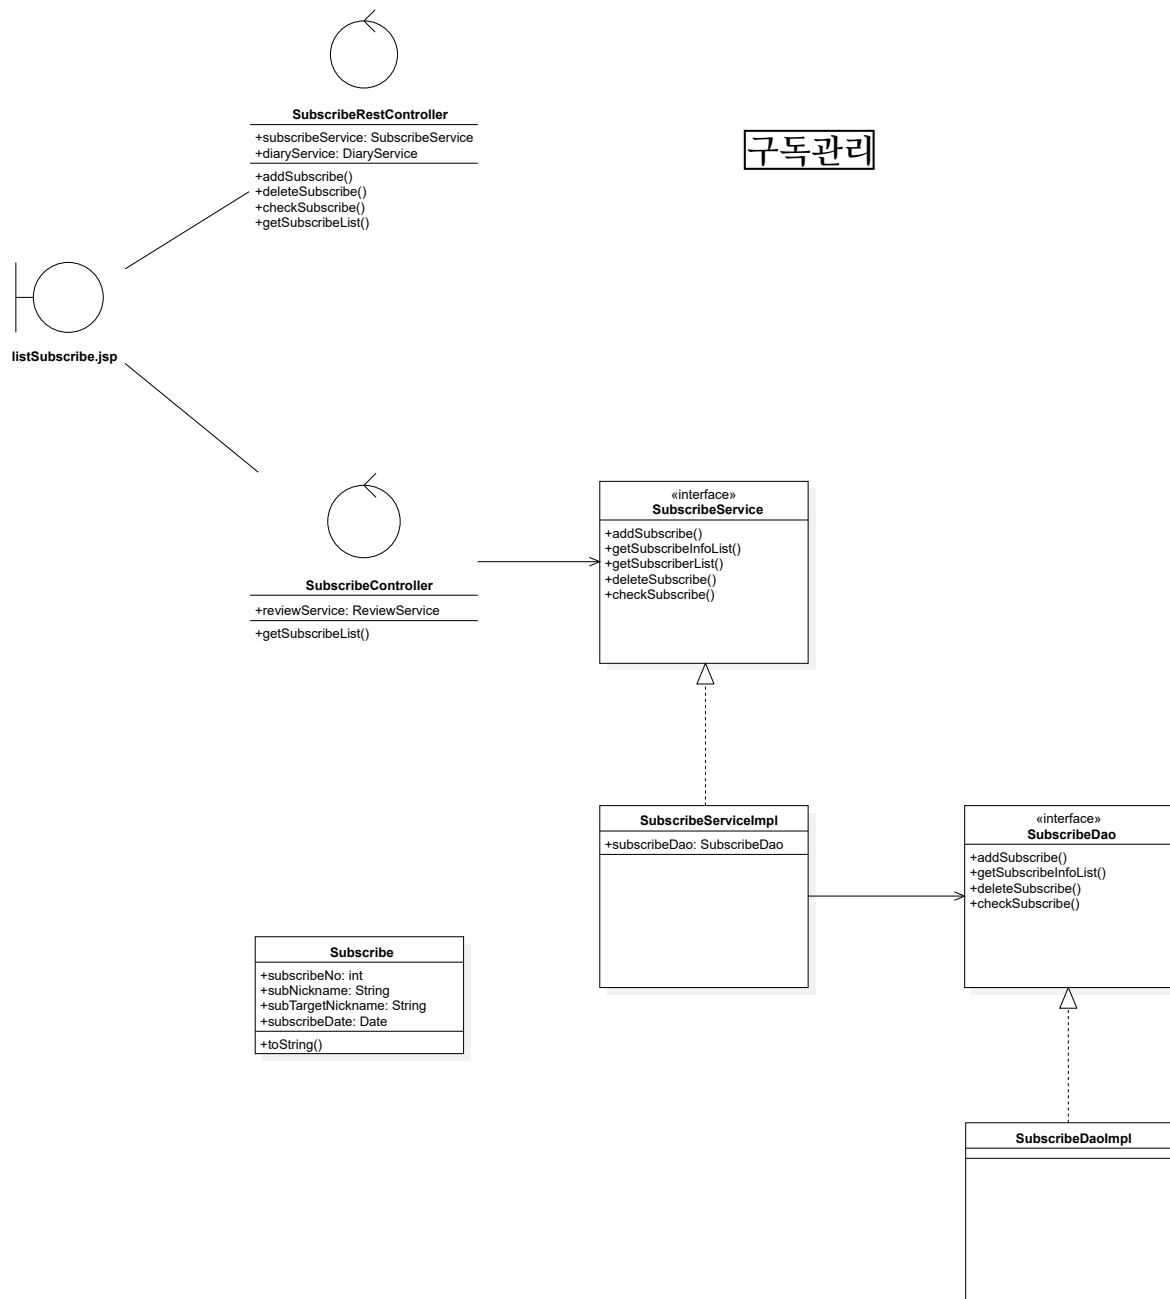 SubscribeRestController
+subscribeService: SubscribeService
+diaryService: DiaryService
+addSubscribe()
+deleteSubscribe()
+checkSubscribe()
+getSubscribeList()
구독관리
listSubscribe.jsp
SubscribeController
+reviewService: ReviewService
+getSubscribeList()
«interface»
SubscribeService
+addSubscribe()
+getSubscribeInfoList()
+getSubscriberList()
+deleteSubscribe()
+checkSubscribe()
SubscribeServiceImpl
+subscribeDao: SubscribeDao
«interface»
SubscribeDao
+addSubscribe()
+getSubscribeInfoList()
+deleteSubscribe()
+checkSubscribe()
Subscribe
+subscribeNo: int
+subNickname: String
+subTargetNickname: String
+subscribeDate: Date
+toString()
SubscribeDaoImpl